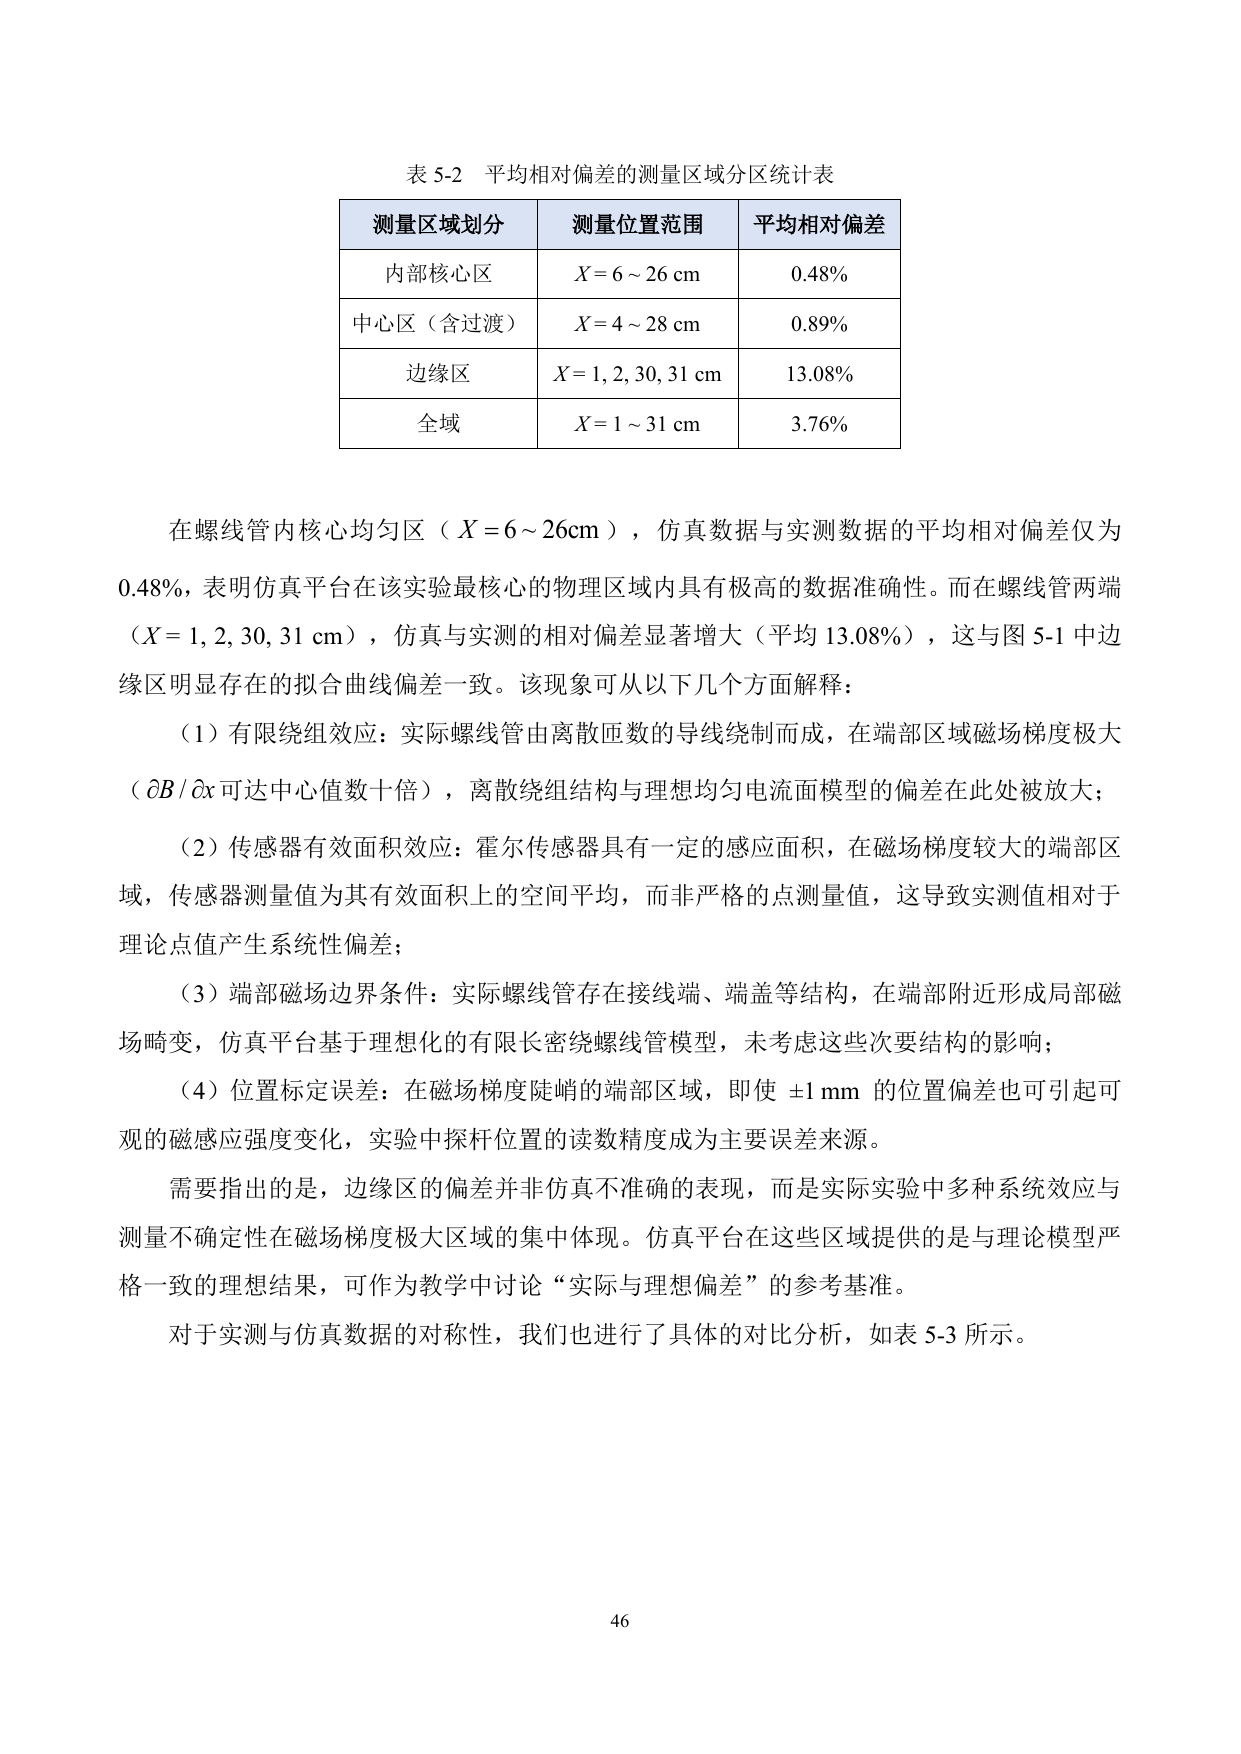 表 5-2　平均相对偏差的测量区域分区统计表
测量区域划分 测量位置范围 平均相对偏差
内部核心区 X = 6 ~ 26 cm 0.48%
中心区（含过渡） X = 4 ~ 28 cm 0.89%
边缘区 X = 1, 2, 30, 31 cm 13.08%
全域 X = 1 ~ 31 cm 3.76%
在螺线管内核心均匀区（ X = 6 ~ 26cm ），仿真数据与实测数据的平均相对偏差仅为
0.48%，表明仿真平台在该实验最核心的物理区域内具有极高的数据准确性。而在螺线管两端
（X = 1, 2, 30, 31 cm），仿真与实测的相对偏差显著增大（平均 13.08%），这与图 5-1 中边
缘区明显存在的拟合曲线偏差一致。该现象可从以下几个方面解释：
（1）有限绕组效应：实际螺线管由离散匝数的导线绕制而成，在端部区域磁场梯度极大
（∂B / ∂x 可达中心值数十倍），离散绕组结构与理想均匀电流面模型的偏差在此处被放大；
（2）传感器有效面积效应：霍尔传感器具有一定的感应面积，在磁场梯度较大的端部区
域，传感器测量值为其有效面积上的空间平均，而非严格的点测量值，这导致实测值相对于
理论点值产生系统性偏差；
（3）端部磁场边界条件：实际螺线管存在接线端、端盖等结构，在端部附近形成局部磁
场畸变，仿真平台基于理想化的有限长密绕螺线管模型，未考虑这些次要结构的影响；
（4）位置标定误差：在磁场梯度陡峭的端部区域，即使 ±1 mm 的位置偏差也可引起可
观的磁感应强度变化，实验中探杆位置的读数精度成为主要误差来源。
需要指出的是，边缘区的偏差并非仿真不准确的表现，而是实际实验中多种系统效应与
测量不确定性在磁场梯度极大区域的集中体现。仿真平台在这些区域提供的是与理论模型严
格一致的理想结果，可作为教学中讨论“实际与理想偏差”的参考基准。
对于实测与仿真数据的对称性，我们也进行了具体的对比分析，如表 5-3 所示。
46